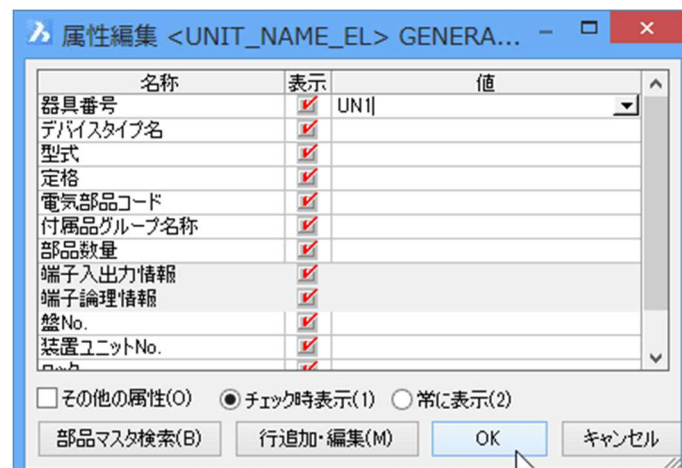 属性編集 <UNIT_NAME_EL> GENERA...
名称 表示 値
器具番号 UN1
デバイスタイプ名
型式
定格
電気部品コード
付属品グループ名称
部品数量
端子入出力情報
端子論理情報
盤No.
装置ユニットNo.
ロック
その他の属性(O) チェック時表示(1) 常に表示(2)
部品マスタ検索(B) 行追加・編集(M) OK キャンセル